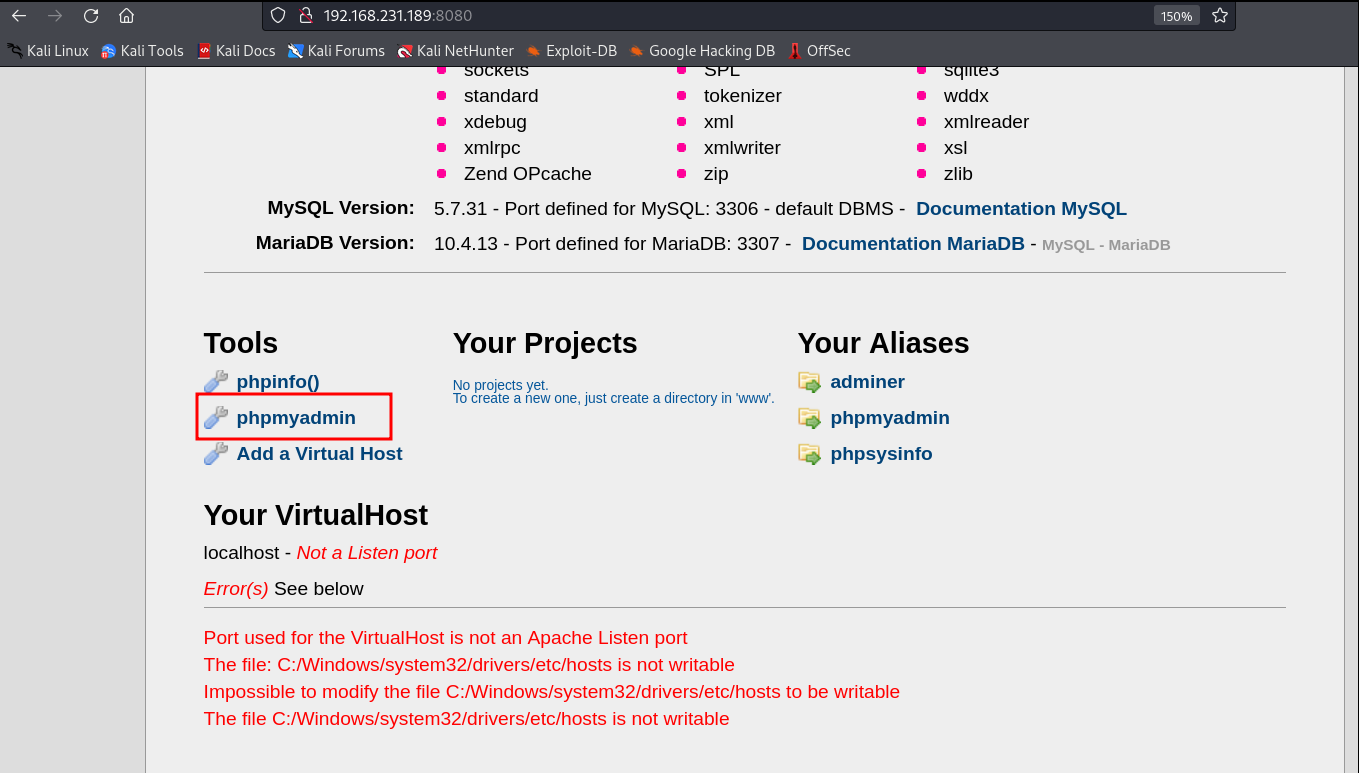 192.168.231.189:8080 150%
Kali Linux Kali Tools Kali Docs Kali Forums Kali NetHunter Exploit-DB Google Hacking DB OffSec
sockets SPL sqlite3
standard tokenizer wddx
xdebug xml xmlreader
xmlrpc xmlwriter xsl
Zend OPcache zip zlib
MySQL Version: 5.7.31 - Port defined for MySQL: 3306 - default DBMS - Documentation MySQL
MariaDB Version: 10.4.13 - Port defined for MariaDB: 3307 - Documentation MariaDB - MySQL - MariaDB
Tools
phpinfo()
phpmyadmin
Add a Virtual Host
Your Projects
No projects yet.
To create a new one, just create a directory in 'www'.
Your Aliases
adminer
phpmyadmin
phpsysinfo
Your VirtualHost
localhost - Not a Listen port
Error(s) See below
Port used for the VirtualHost is not an Apache Listen port
The file: C:/Windows/system32/drivers/etc/hosts is not writable
Impossible to modify the file C:/Windows/system32/drivers/etc/hosts to be writable
The file C:/Windows/system32/drivers/etc/hosts is not writable